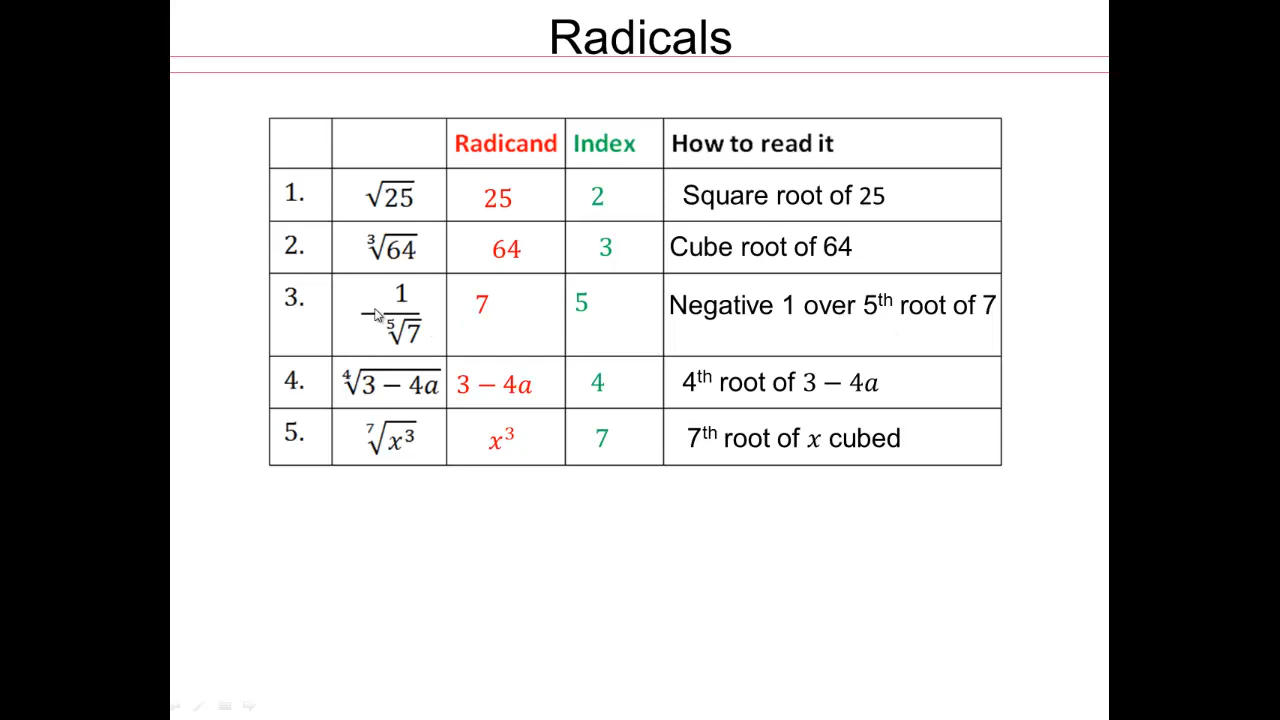 Radicals
Radicand Index How to read it
1. √25 25 2 Square root of 25
2. ∛64 64 3 Cube root of 64
3. −1/⁵√7 7 5 Negative 1 over 5th root of 7
4. ⁴√(3 − 4a) 3 − 4a 4 4th root of 3 − 4a
5. ⁷√x³ x³ 7 7th root of x cubed